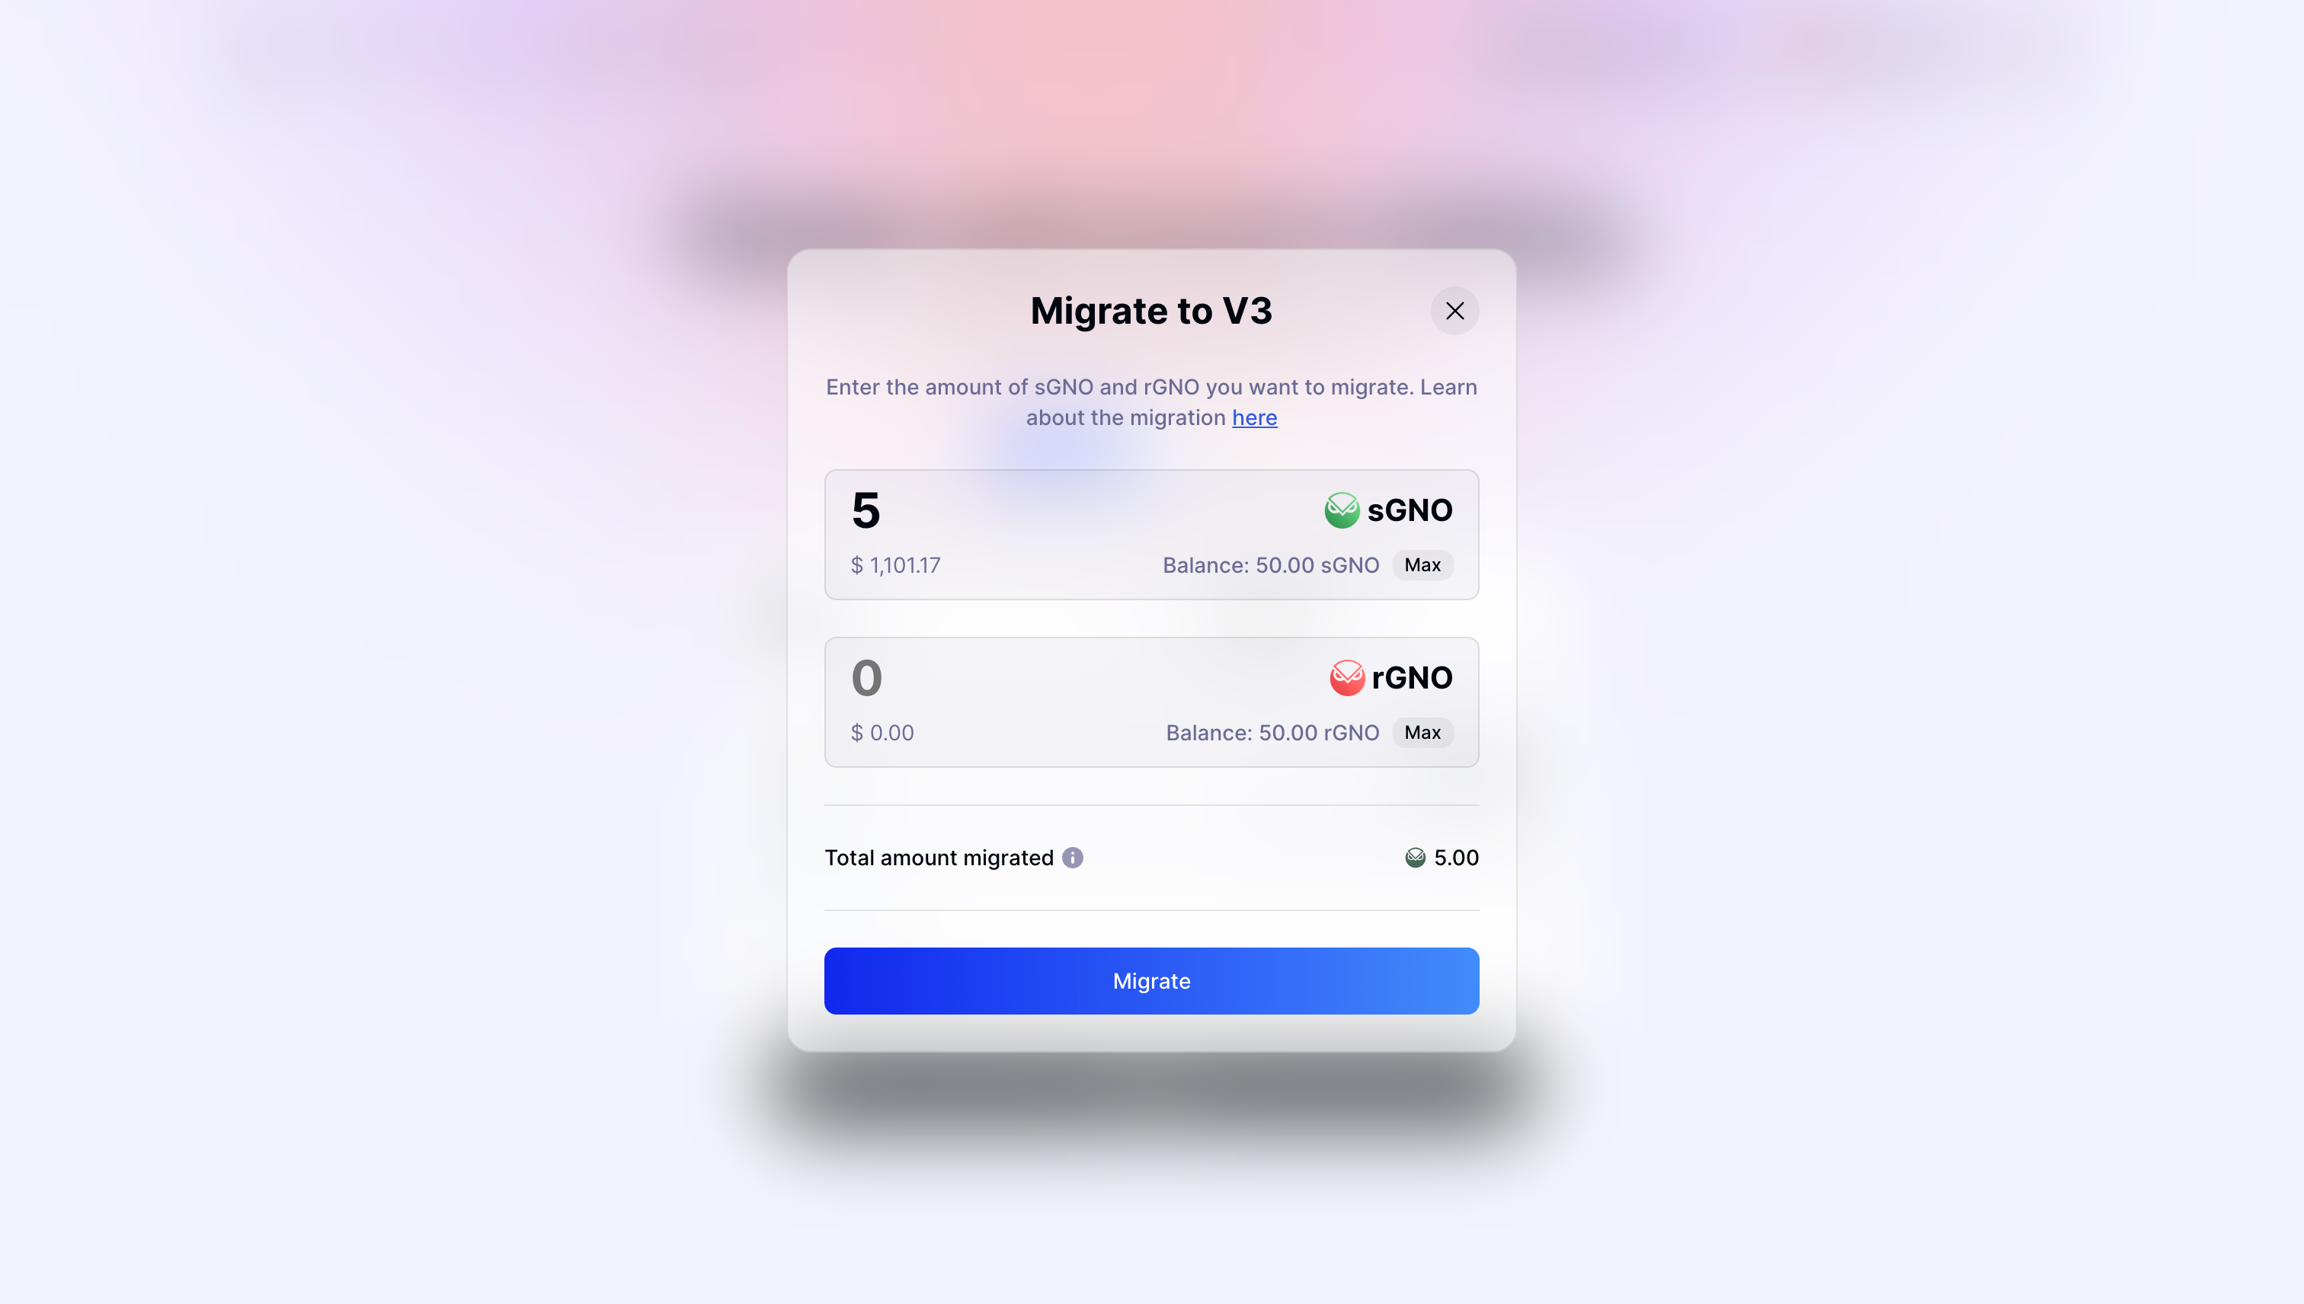 Migrate to V3
Enter the amount of sGNO and rGNO you want to migrate. Learn
about the migration here
5
sGNO
$ 1,101.17
Balance: 50.00 sGNO
Max
0
rGNO
$ 0.00
Balance: 50.00 rGNO
Max
Total amount migrated
5.00
Migrate